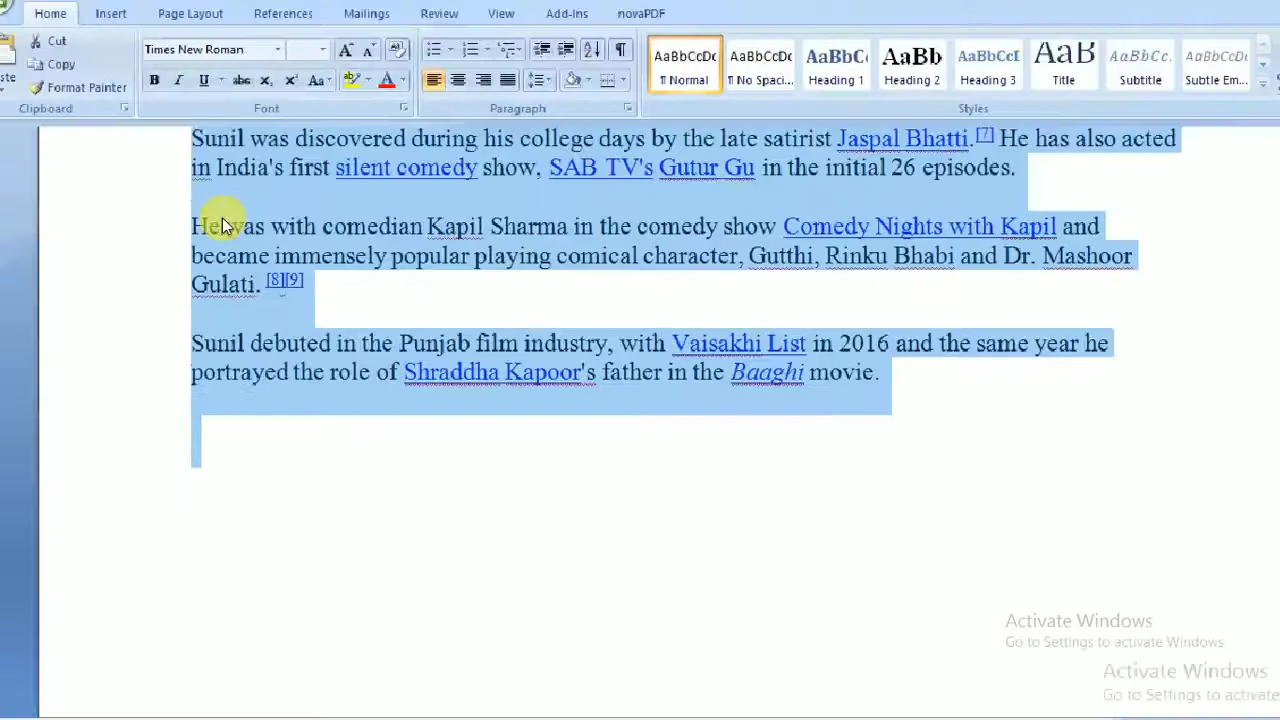 Home Insert Page Layout References Mailings Review View Add-Ins novaPDF
Cut
Copy
Format Painter
Clipboard
Times New Roman
B I U abc x₂ x² Aa
Font
Paragraph
AaBbCcDc AaBbCcDc AaBbC AaBb AaBbCcI AaB AaBbCc. AaBbCc.
¶ Normal ¶ No Spaci... Heading 1 Heading 2 Heading 3 Title Subtitle Subtle Em...
Styles
Sunil was discovered during his college days by the late satirist Jaspal Bhatti.[7] He has also acted
in India's first silent comedy show, SAB TV's Gutur Gu in the initial 26 episodes.
He was with comedian Kapil Sharma in the comedy show Comedy Nights with Kapil and
became immensely popular playing comical character, Gutthi, Rinku Bhabi and Dr. Mashoor
Gulati. [8][9]
Sunil debuted in the Punjab film industry, with Vaisakhi List in 2016 and the same year he
portrayed the role of Shraddha Kapoor's father in the Baaghi movie.
Activate Windows
Go to Settings to activate Windows
Activate Windows
Go to Settings to activate